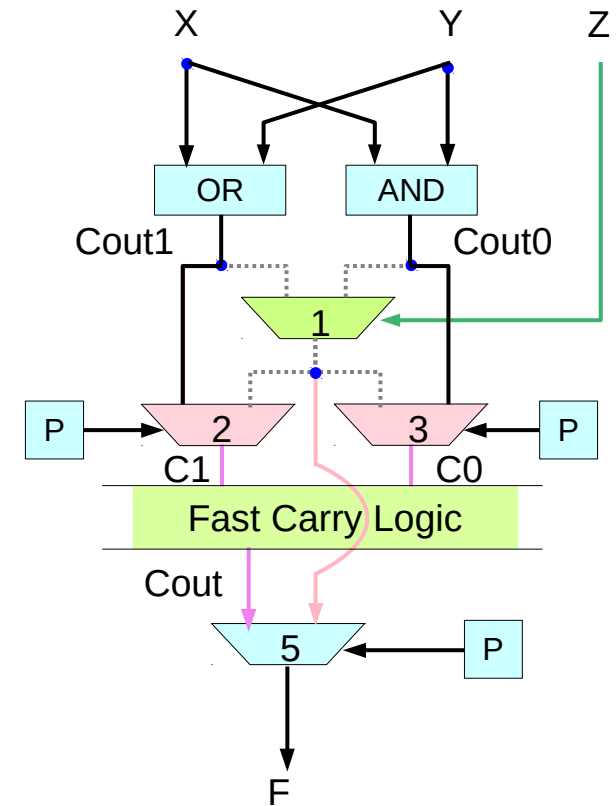 X Y Z
OR AND
Cout1 Cout0
1
P 2 3 P
C1 C0
Fast Carry Logic
Cout
5 P
F